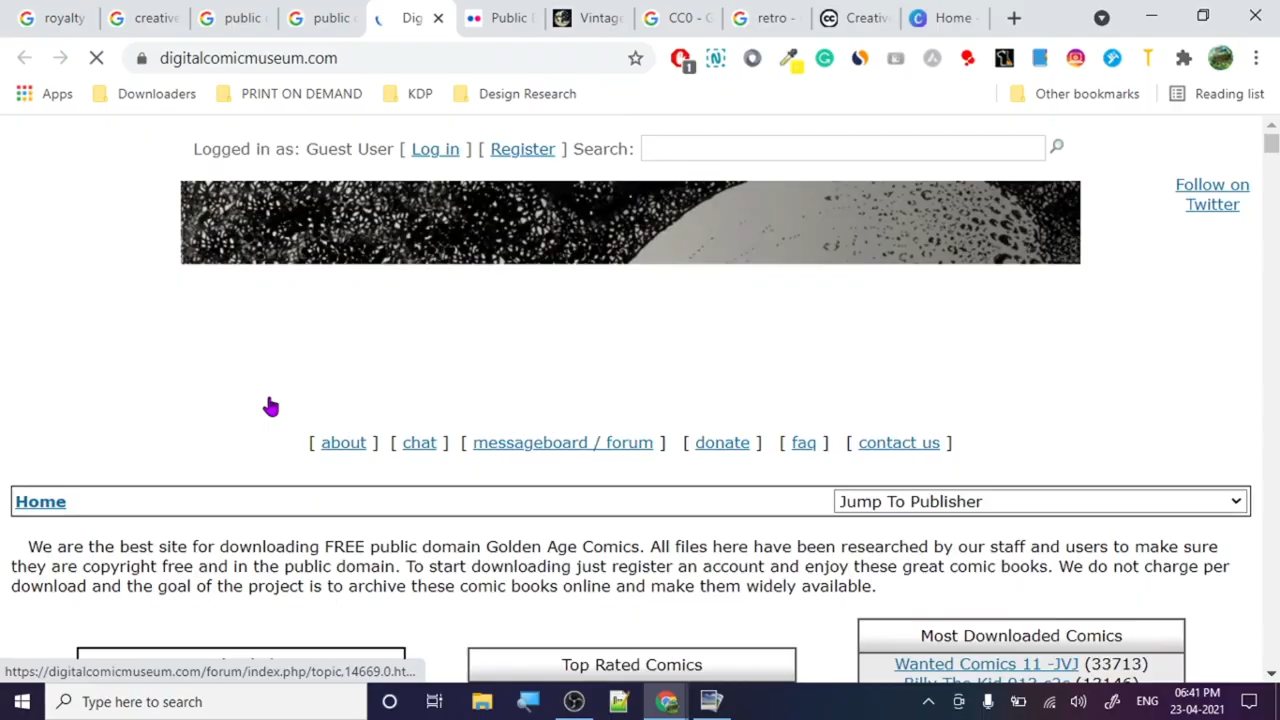 royalty
creative
public
public
Dig
Public D
Vintag
CC0 - G
retro -
Creativ
Home -
digitalcomicmuseum.com
1
Apps
Downloaders
PRINT ON DEMAND
KDP
Design Research
Other bookmarks
Reading list
Logged in as: Guest User [ Log in ] [ Register ] Search:
Follow on
Twitter
[ about ] [ chat ] [ messageboard / forum ] [ donate ] [ faq ] [ contact us ]
Home
Jump To Publisher
We are the best site for downloading FREE public domain Golden Age Comics. All files here have been researched by our staff and users to make sure
they are copyright free and in the public domain. To start downloading just register an account and enjoy these great comic books. We do not charge per
download and the goal of the project is to archive these comic books online and make them widely available.
Most Downloaded Comics
Top Rated Comics
Wanted Comics 11 -JVJ (33713)
https://digitalcomicmuseum.com/forum/index.php/topic,14669.0.ht...
Type here to search
ENG
06:41 PM
23-04-2021